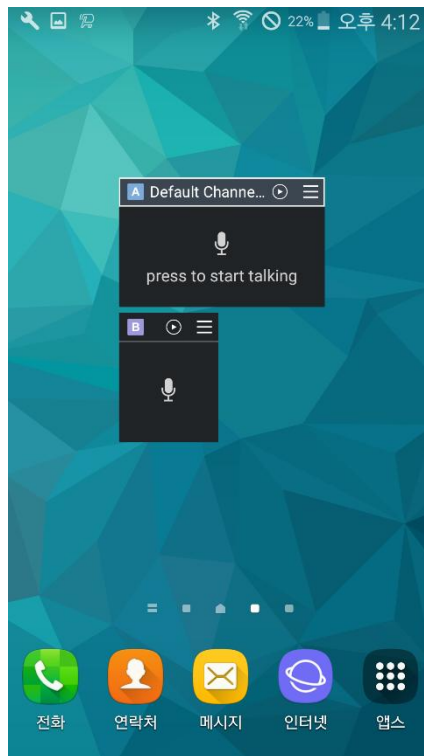 22% 오후 4:12
A Default Channe...
press to start talking
B
전화 연락처 메시지 인터넷 앱스